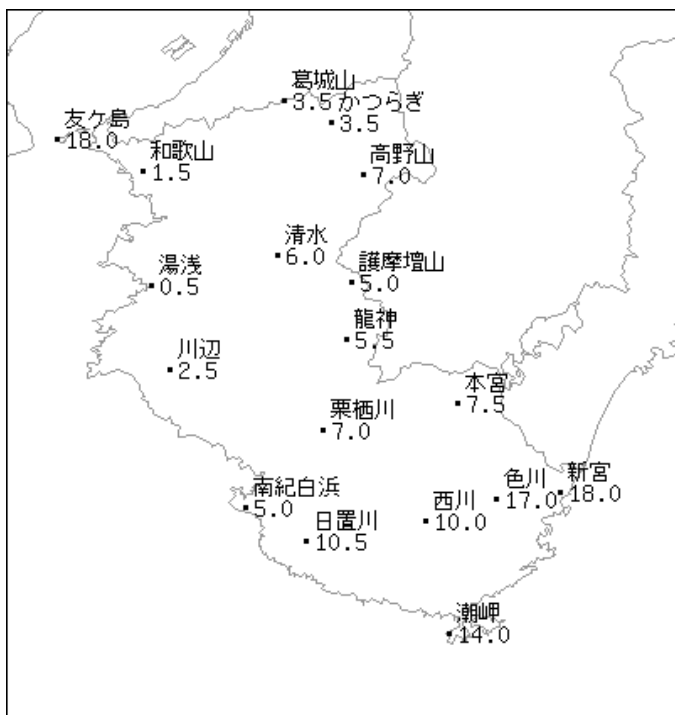 葛城山
3.5
かつらぎ
3.5
友ケ島
18.0
和歌山
1.5
高野山
7.0
清水
6.0
護摩壇山
5.0
湯浅
0.5
龍神
5.5
川辺
2.5
本宮
7.5
栗栖川
7.0
南紀白浜
5.0
日置川
10.5
西川
10.0
色川
17.0
新宮
18.0
潮岬
14.0